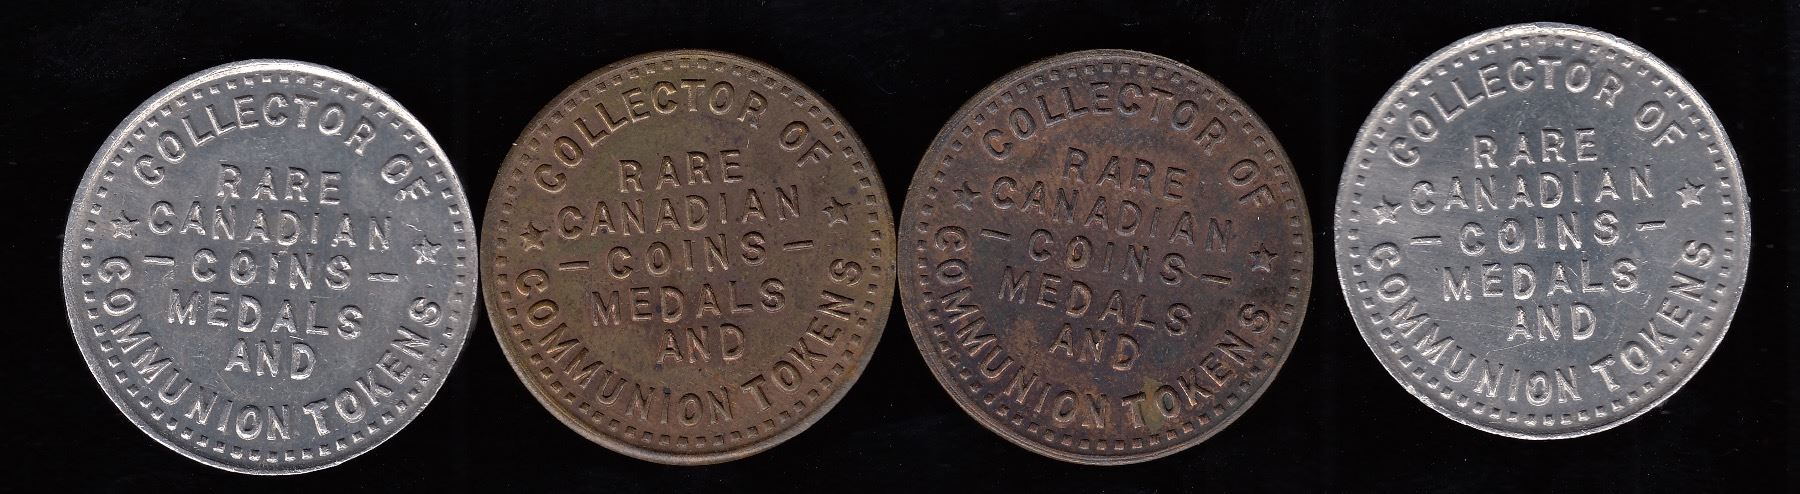 COLLECTOR OF
RARE
CANADIAN
- COINS -
MEDALS
AND
COMMUNION TOKENS
COLLECTOR OF
RARE
CANADIAN
- COINS -
MEDALS
AND
COMMUNION TOKENS
COLLECTOR OF
RARE
CANADIAN
- COINS -
MEDALS
AND
COMMUNION TOKENS
COLLECTOR OF
RARE
CANADIAN
- COINS -
MEDALS
AND
COMMUNION TOKENS